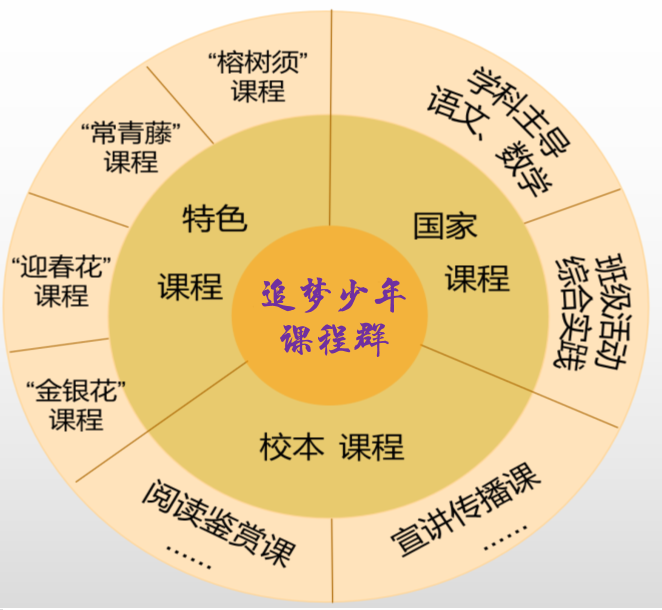 “榕树须”
课程
“常青藤”
课程
“迎春花”
课程
“金银花”
课程
学科主导
语文、数学
班级活动
综合实践
特色
课程
国家
课程
追梦少年
课程群
校本 课程
阅读鉴赏课
……
宣讲传播课
……